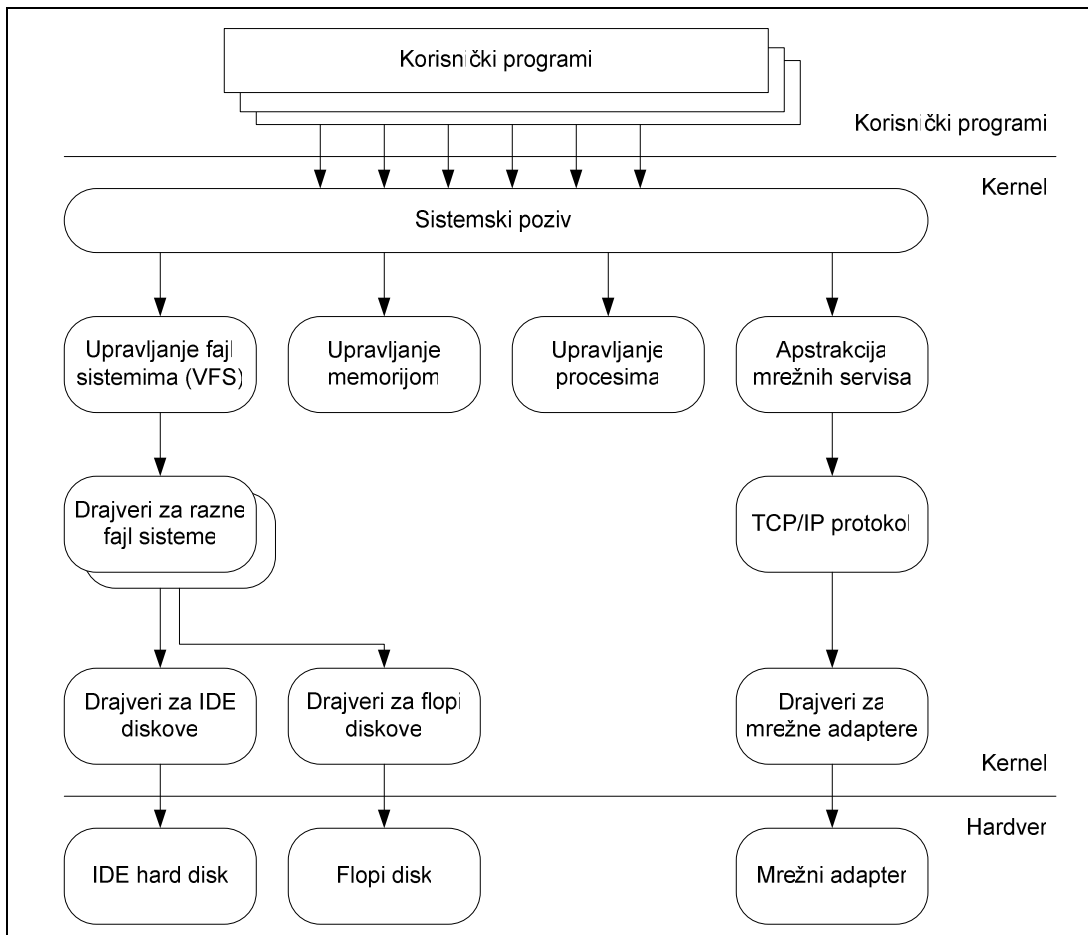 Korisnički programi
Korisnički programi
Kernel
Sistemski poziv
Upravljanje fajl
sistemima (VFS)
Upravljanje
memorijom
Upravljanje
procesima
Apstrakcija
mrežnih servisa
Drajveri za razne
fajl sisteme
TCP/IP protokol
Drajveri za IDE
diskove
Drajveri za flopi
diskove
Drajveri za
mrežne adaptere
Kernel
Hardver
IDE hard disk
Flopi disk
Mrežni adapter